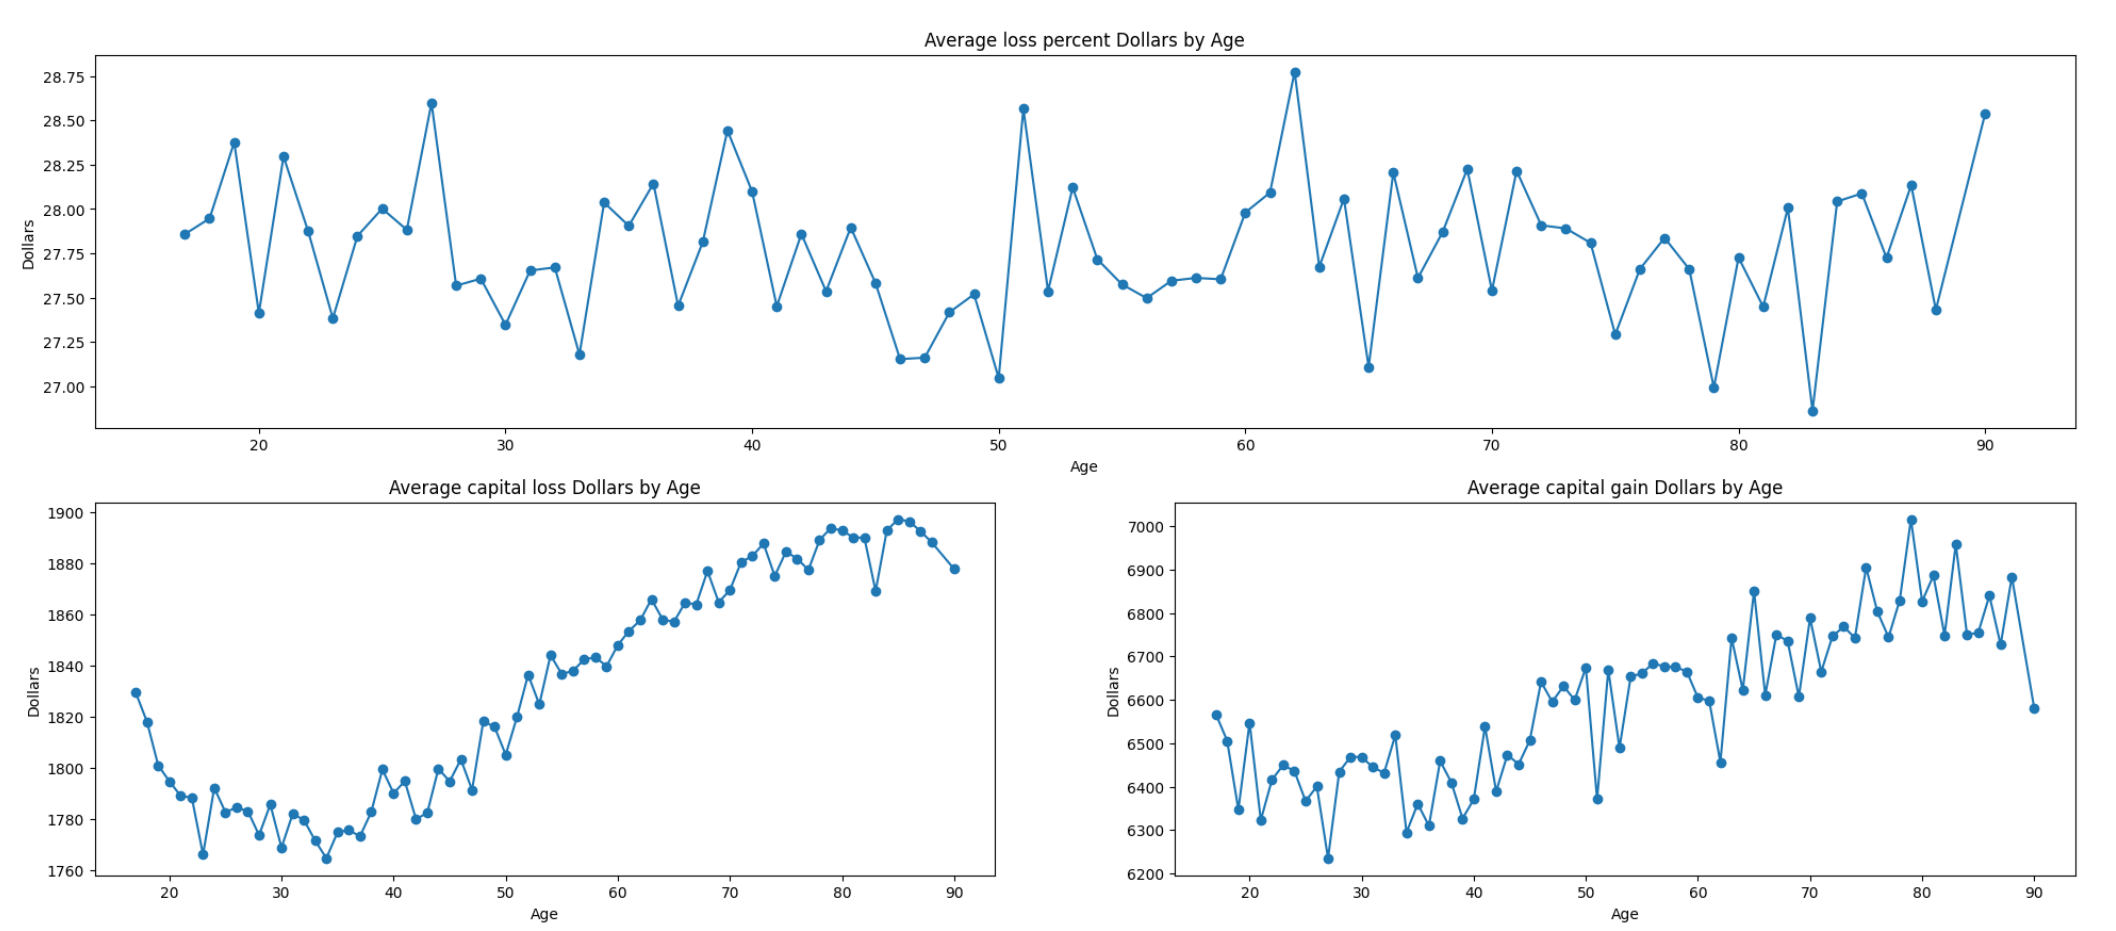 Average loss percent Dollars by Age
28.75
28.50
28.25
28.00
27.75
27.50
27.25
27.00
Dollars
20 30 40 50 60 70 80 90
Age
Average capital loss Dollars by Age
1900
1880
1860
1840
1820
1800
1780
1760
Dollars
20 30 40 50 60 70 80 90
Age
Average capital gain Dollars by Age
7000
6900
6800
6700
6600
6500
6400
6300
6200
Dollars
20 30 40 50 60 70 80 90
Age